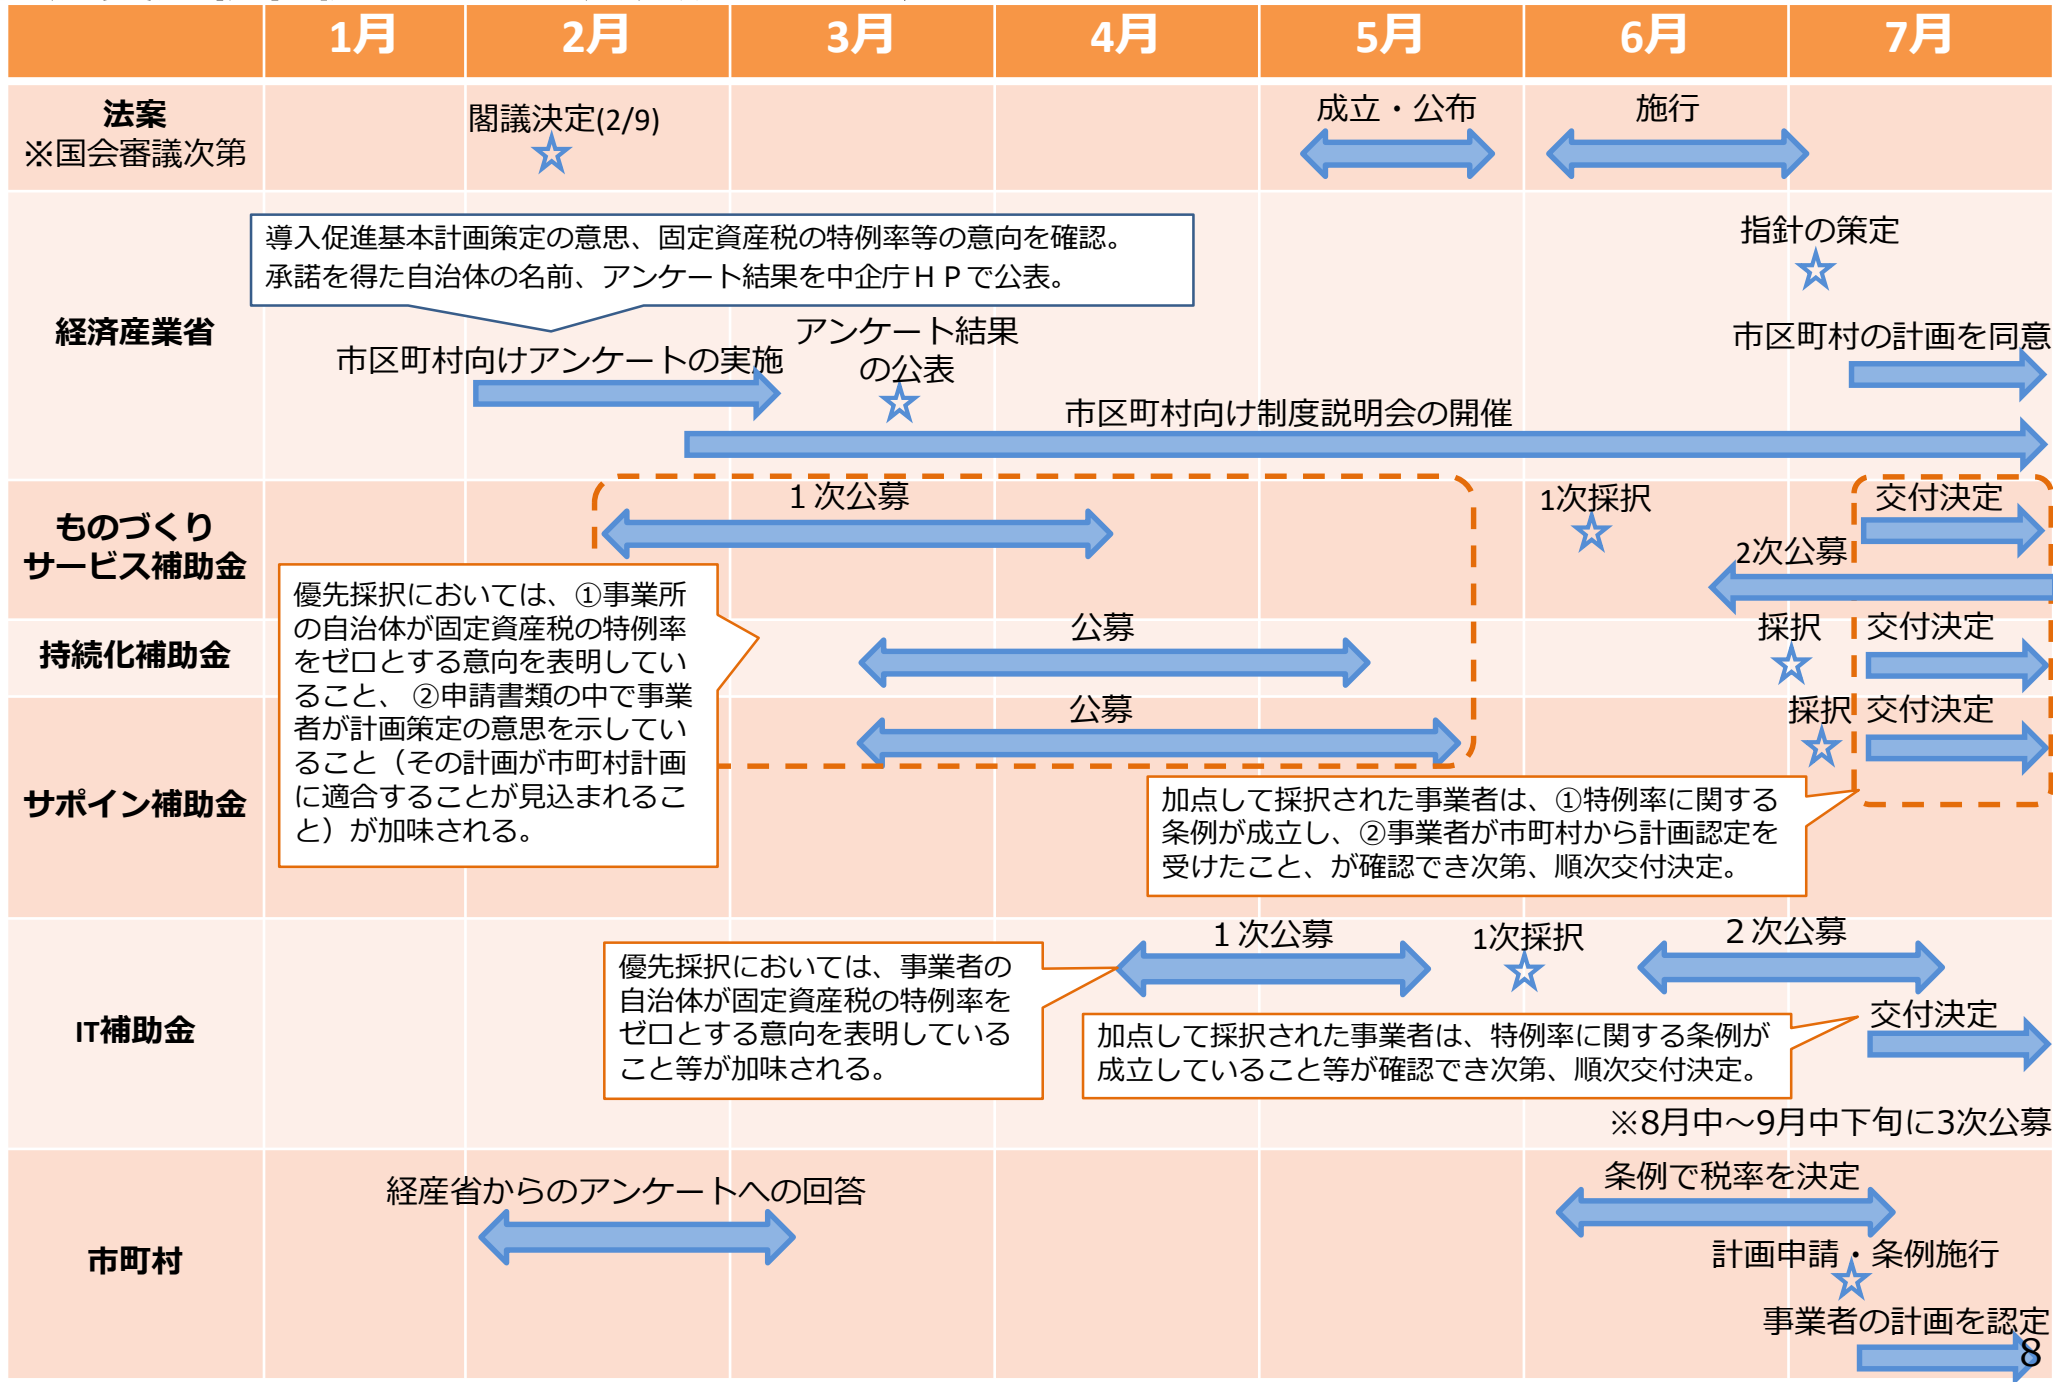 1月 2月 3月 4月 5月 6月 7月
法案
※国会審議次第
閣議決定(2/9)
成立・公布
施行
経済産業省
導入促進基本計画策定の意思、固定資産税の特例率等の意向を確認。
承諾を得た自治体の名前、アンケート結果を中企庁ＨＰで公表。
指針の策定
市区町村向けアンケートの実施
アンケート結果
の公表
市区町村の計画を同意
市区町村向け制度説明会の開催
ものづくり
サービス補助金
１次公募
1次採択
交付決定
2次公募
優先採択においては、①事業所
の自治体が固定資産税の特例率
をゼロとする意向を表明してい
ること、 ②申請書類の中で事業
者が計画策定の意思を示してい
ること（その計画が市町村計画
に適合することが見込まれるこ
と）が加味される。
持続化補助金
公募
採択
交付決定
サポイン補助金
公募
採択
交付決定
加点して採択された事業者は、①特例率に関する
条例が成立し、②事業者が市町村から計画認定を
受けたこと、が確認でき次第、順次交付決定。
IT補助金
１次公募
1次採択
２次公募
優先採択においては、事業者の
自治体が固定資産税の特例率を
ゼロとする意向を表明している
こと等が加味される。
加点して採択された事業者は、特例率に関する条例が
成立していること等が確認でき次第、順次交付決定。
交付決定
※8月中～9月中下旬に3次公募
市町村
経産省からのアンケートへの回答
条例で税率を決定
計画申請・条例施行
事業者の計画を認定
8